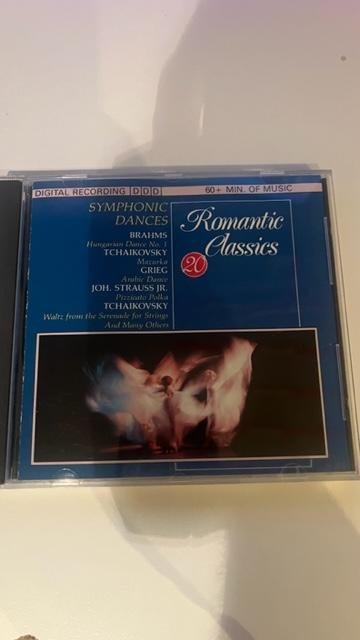 DIGITAL RECORDING DDD
60+ MIN. OF MUSIC
SYMPHONIC
DANCES
BRAHMS
Hungarian Dance No. 1
TCHAIKOVSKY
Mazurka
GRIEG
Arabic Dance
JOH. STRAUSS JR.
Pizzicato Polka
TCHAIKOVSKY
Waltz from the Serenade for Strings
And Many Others
Romantic
Classics
20